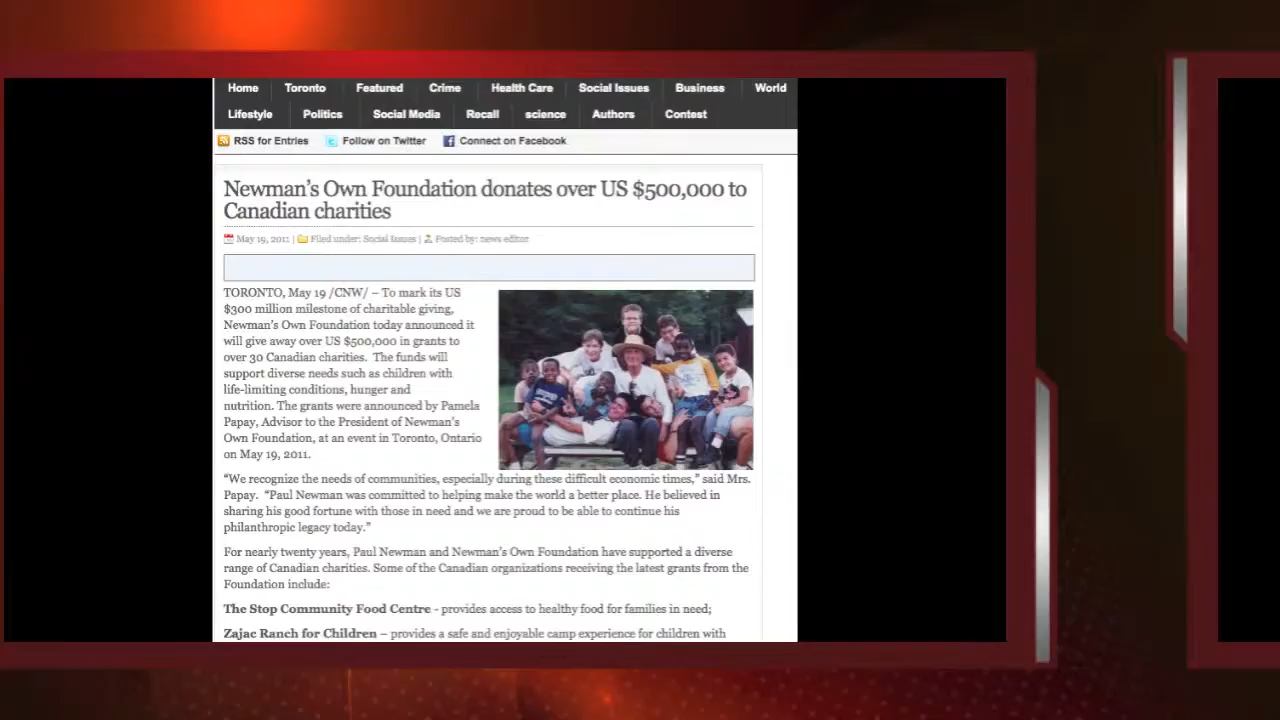 Home Toronto Featured Crime Health Care Social Issues Business World
Lifestyle Politics Social Media Recall science Authors Contest
RSS for Entries Follow on Twitter Connect on Facebook
Newman's Own Foundation donates over US $500,000 to
Canadian charities
May 19, 2011 | Filed under: Social Issues | Posted by: news editor
TORONTO, May 19 /CNW/ – To mark its US
$300 million milestone of charitable giving,
Newman's Own Foundation today announced it
will give away over US $500,000 in grants to
over 30 Canadian charities. The funds will
support diverse needs such as children with
life-limiting conditions, hunger and
nutrition. The grants were announced by Pamela
Papay, Advisor to the President of Newman's
Own Foundation, at an event in Toronto, Ontario
on May 19, 2011.
“We recognize the needs of communities, especially during these difficult economic times,” said Mrs.
Papay. “Paul Newman was committed to helping make the world a better place. He believed in
sharing his good fortune with those in need and we are proud to be able to continue his
philanthropic legacy today.”
For nearly twenty years, Paul Newman and Newman's Own Foundation have supported a diverse
range of Canadian charities. Some of the Canadian organizations receiving the latest grants from the
Foundation include:
The Stop Community Food Centre - provides access to healthy food for families in need;
Zajac Ranch for Children – provides a safe and enjoyable camp experience for children with